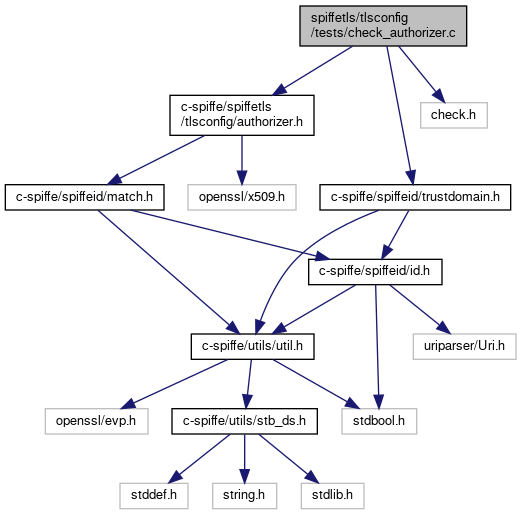 spiffetls/tlsconfig
/tests/check_authorizer.c
c-spiffe/spiffetls
/tlsconfig/authorizer.h
check.h
c-spiffe/spiffeid/match.h
openssl/x509.h
c-spiffe/spiffeid/trustdomain.h
c-spiffe/spiffeid/id.h
c-spiffe/utils/util.h
uriparser/Uri.h
openssl/evp.h
c-spiffe/utils/stb_ds.h
stdbool.h
stddef.h
string.h
stdlib.h